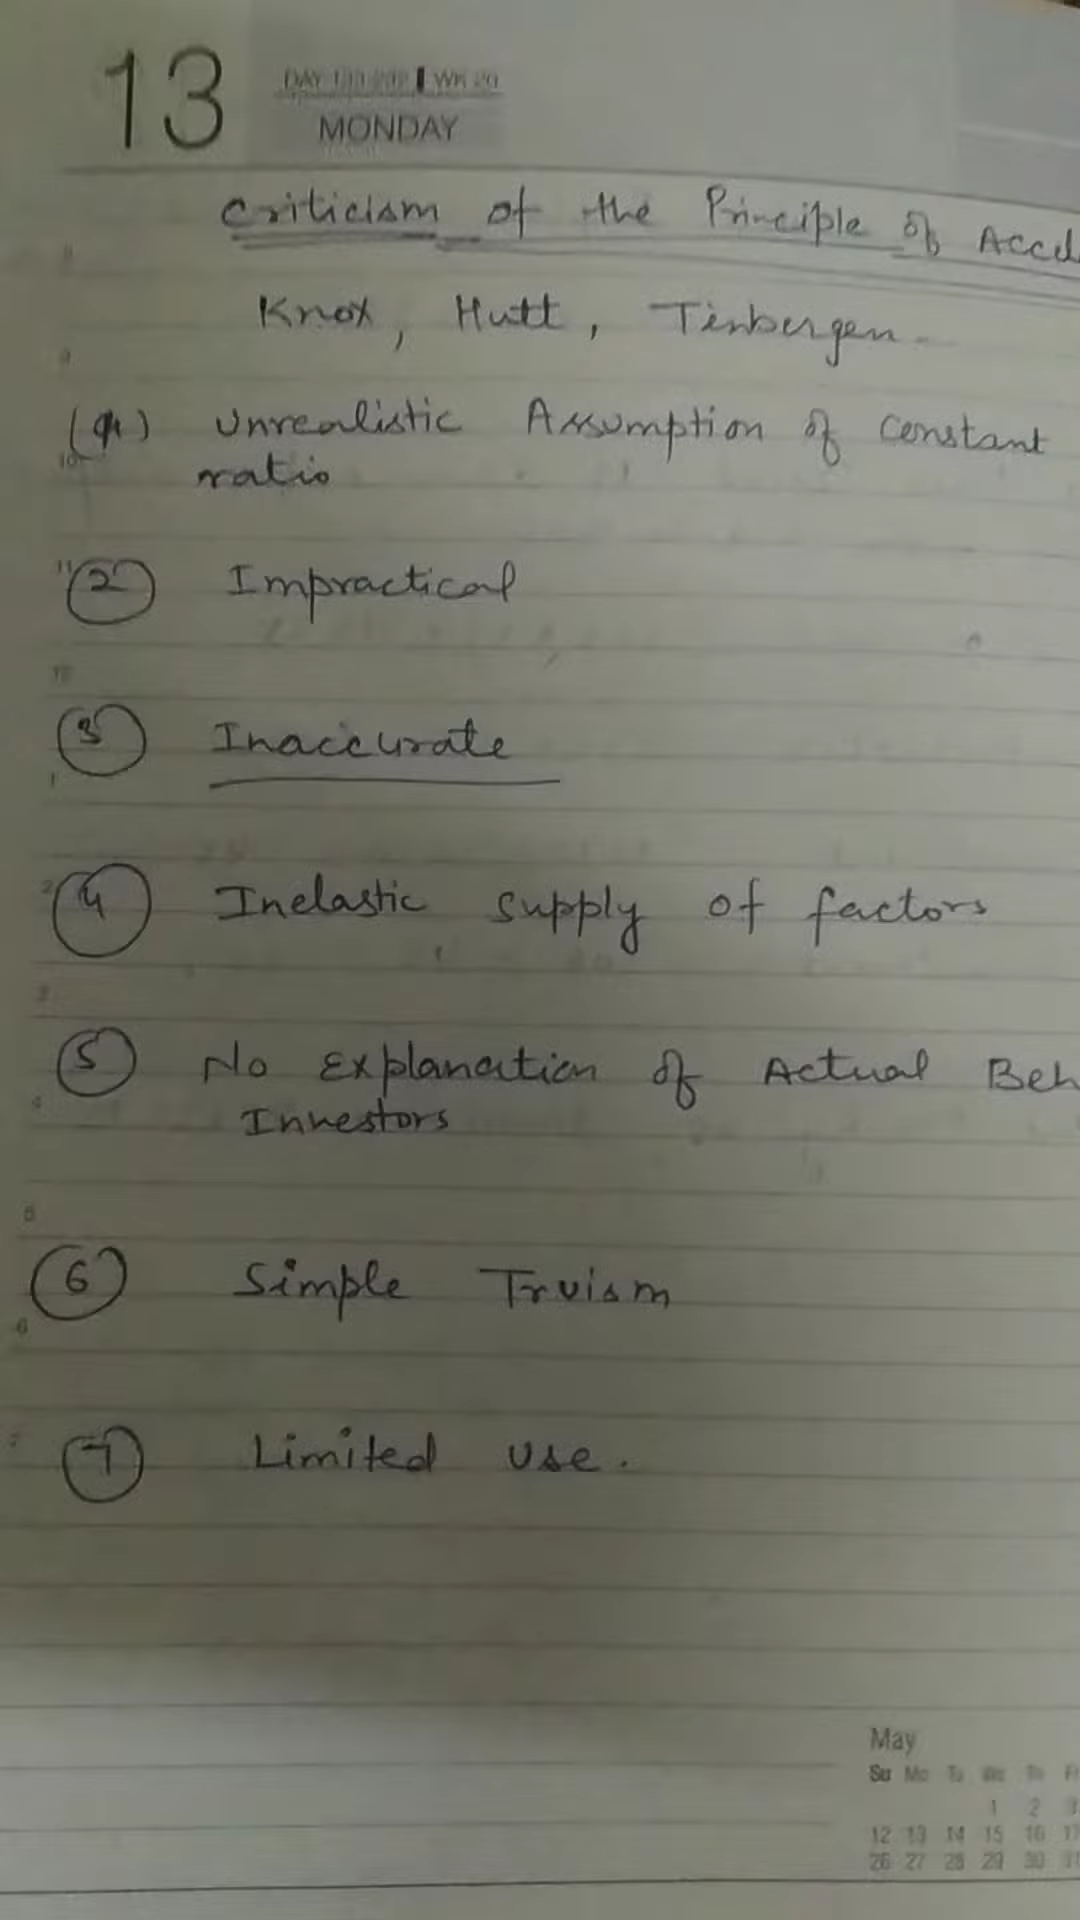 13
MONDAY
Criticism of the Principle of Accel
Knox, Hutt, Tinbergen
Unrealistic Assumption of Constant
ratio
2 Impractical
3 Inaccurate
4 Inelastic supply of factors
5 No Explanation of Actual Beh
Investors
6 Simple Truism
7 Limited use.
May
Su Mo Tu We Th Fr
1 2 3
12 13 14 15 16 17
26 27 28 29 30 31